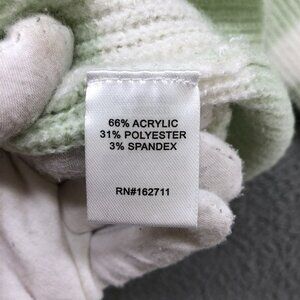 66% ACRYLIC
31% POLYESTER
3% SPANDEX
RN#162711